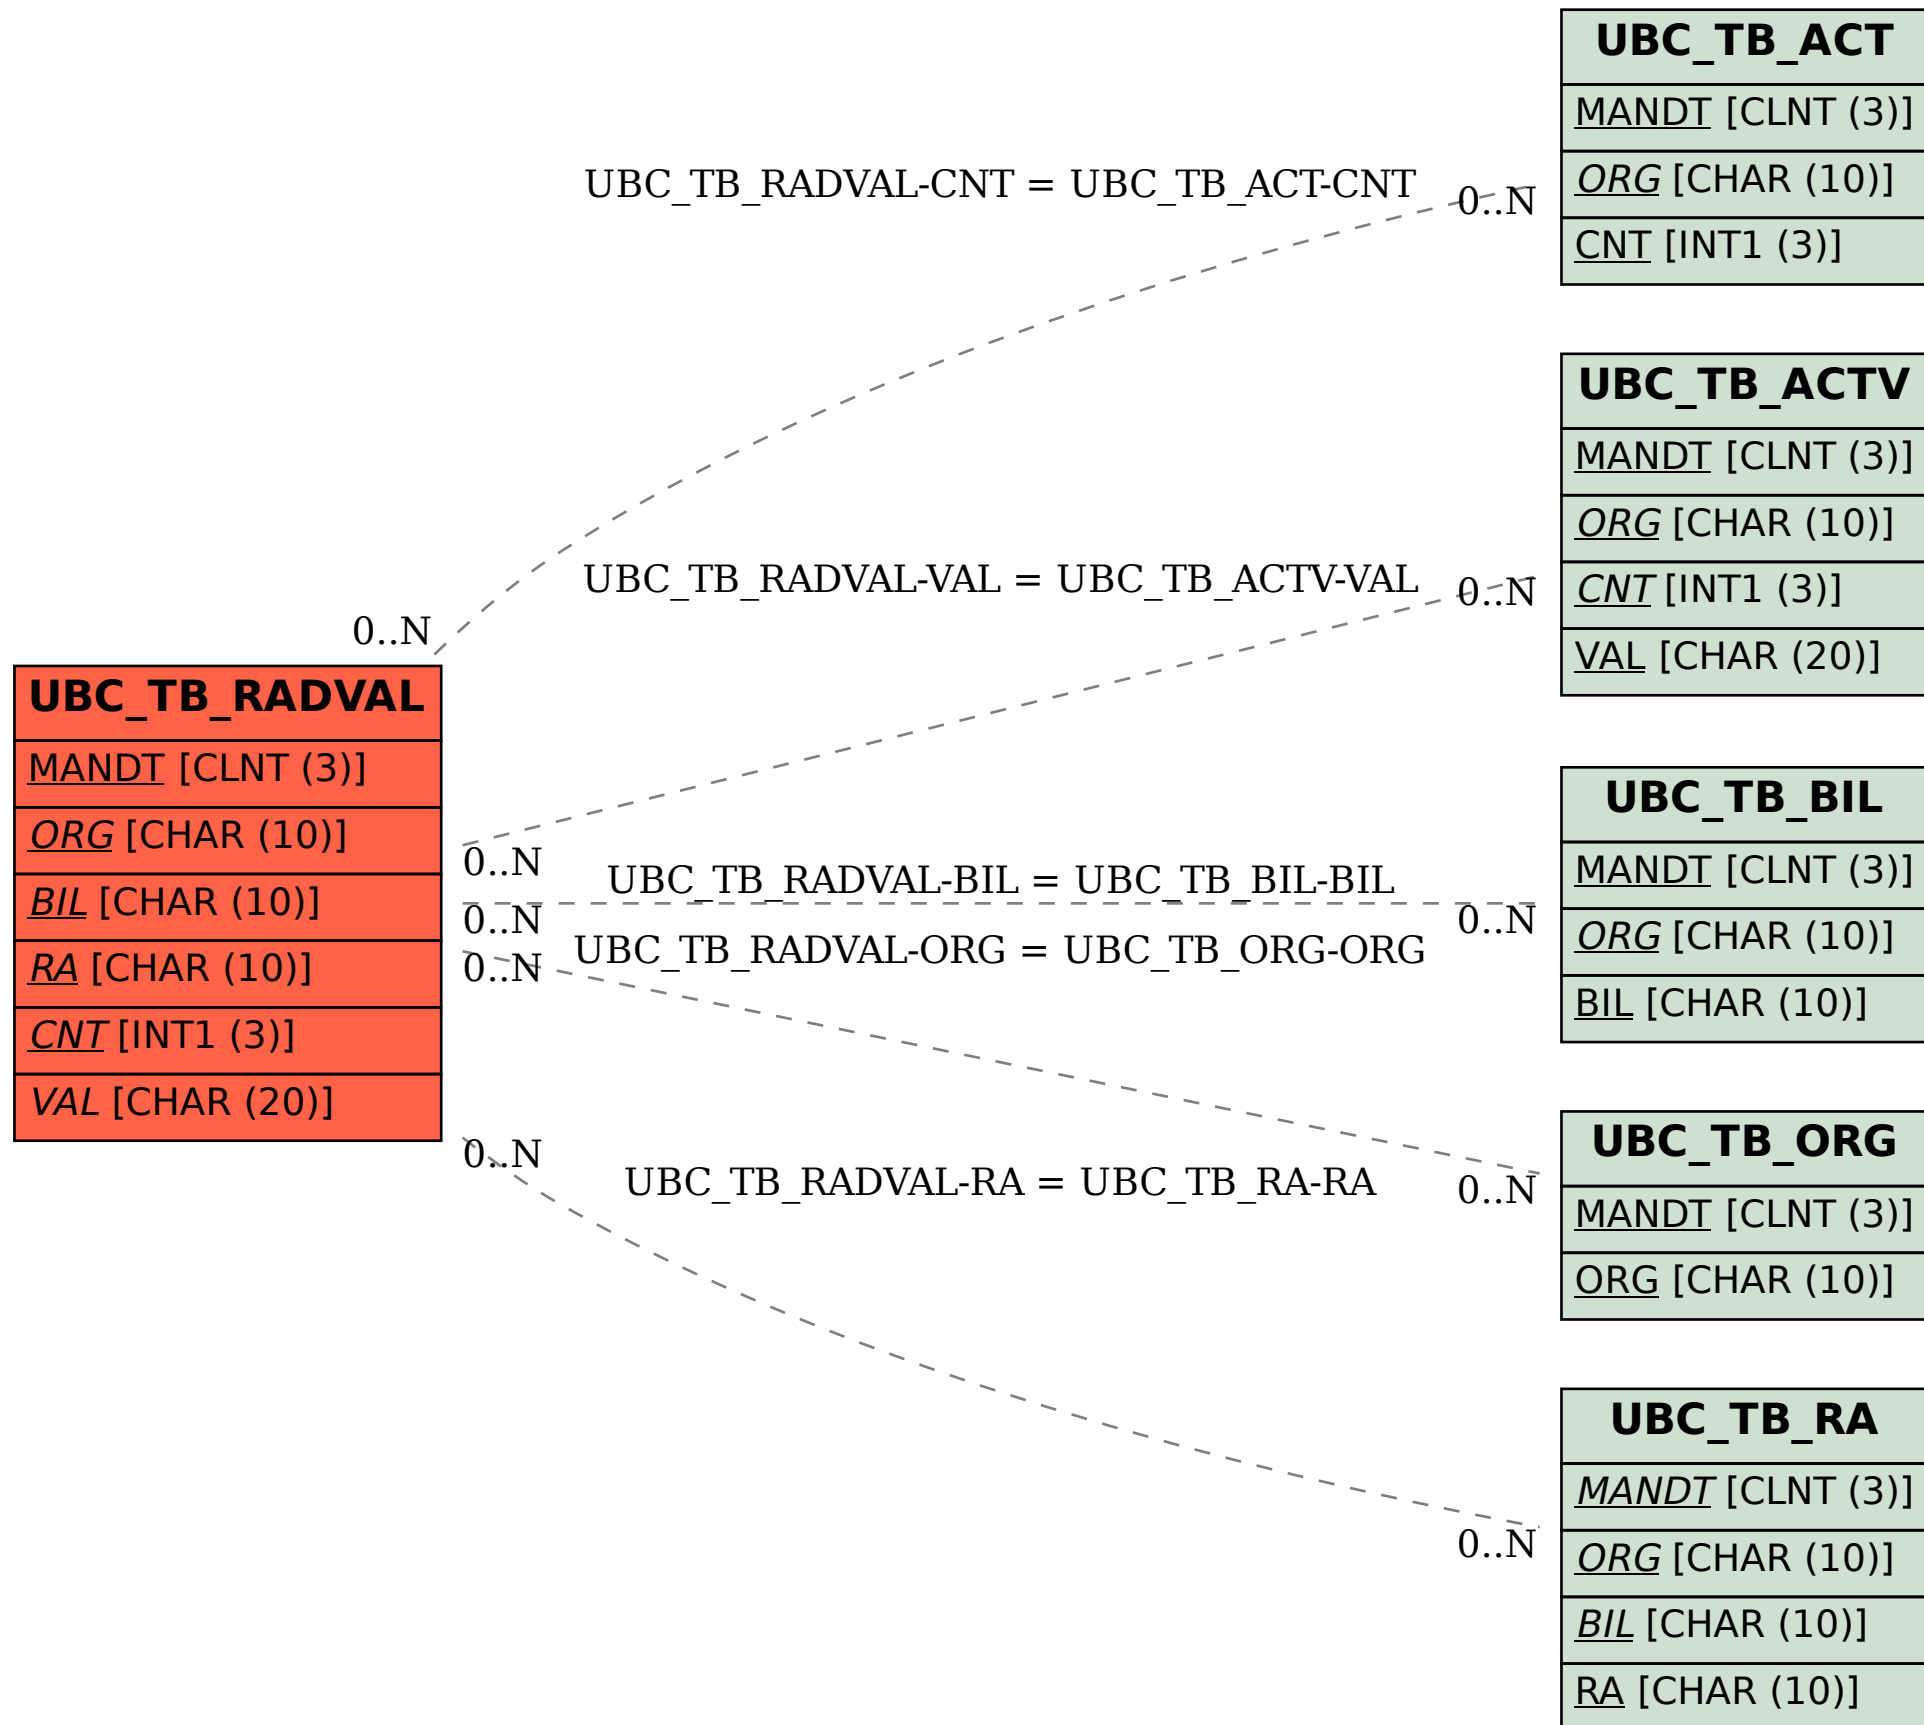 UBC_TB_ACT
MANDT [CLNT (3)]
ORG [CHAR (10)]
CNT [INT1 (3)]
UBC_TB_RADVAL-CNT = UBC_TB_ACT-CNT
0..N
0..N
UBC_TB_ACTV
MANDT [CLNT (3)]
ORG [CHAR (10)]
CNT [INT1 (3)]
VAL [CHAR (20)]
UBC_TB_RADVAL-VAL = UBC_TB_ACTV-VAL
0..N
0..N
UBC_TB_RADVAL
MANDT [CLNT (3)]
ORG [CHAR (10)]
BIL [CHAR (10)]
RA [CHAR (10)]
CNT [INT1 (3)]
VAL [CHAR (20)]
UBC_TB_BIL
MANDT [CLNT (3)]
ORG [CHAR (10)]
BIL [CHAR (10)]
UBC_TB_RADVAL-BIL = UBC_TB_BIL-BIL
0..N
0..N
UBC_TB_RADVAL-ORG = UBC_TB_ORG-ORG
0..N
0..N
UBC_TB_ORG
MANDT [CLNT (3)]
ORG [CHAR (10)]
UBC_TB_RADVAL-RA = UBC_TB_RA-RA
0..N
0..N
UBC_TB_RA
MANDT [CLNT (3)]
ORG [CHAR (10)]
BIL [CHAR (10)]
RA [CHAR (10)]